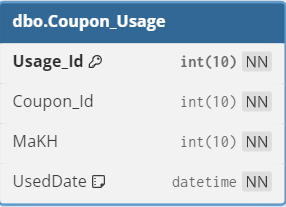 dbo.Coupon_Usage
Usage_Id int(10) NN
Coupon_Id int(10) NN
MaKH int(10) NN
UsedDate datetime NN